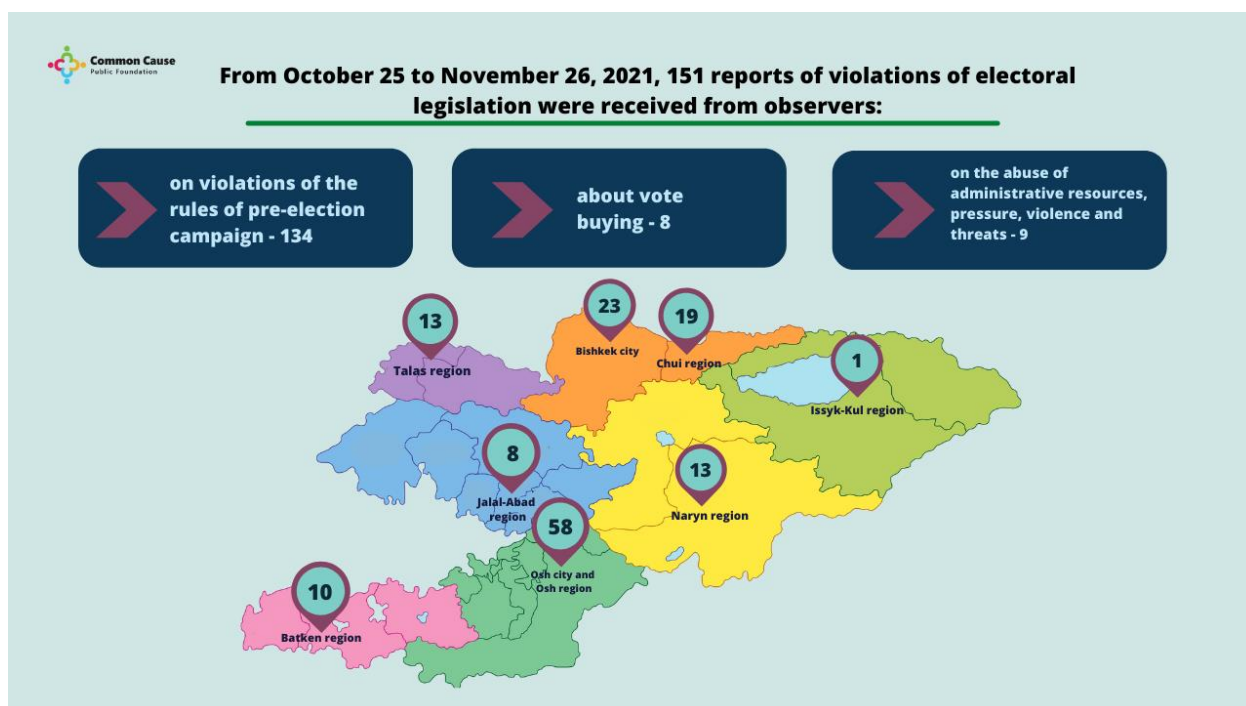 Common Cause
Public Foundation
From October 25 to November 26, 2021, 151 reports of violations of electoral
legislation were received from observers:
on violations of the
rules of pre-election
campaign - 134
about vote
buying - 8
on the abuse of
administrative resources,
pressure, violence and
threats - 9
13
Talas region
23
Bishkek city
19
Chui region
1
Issyk-Kul region
8
Jalal-Abad
region
13
Naryn region
58
Osh city and
Osh region
10
Batken region